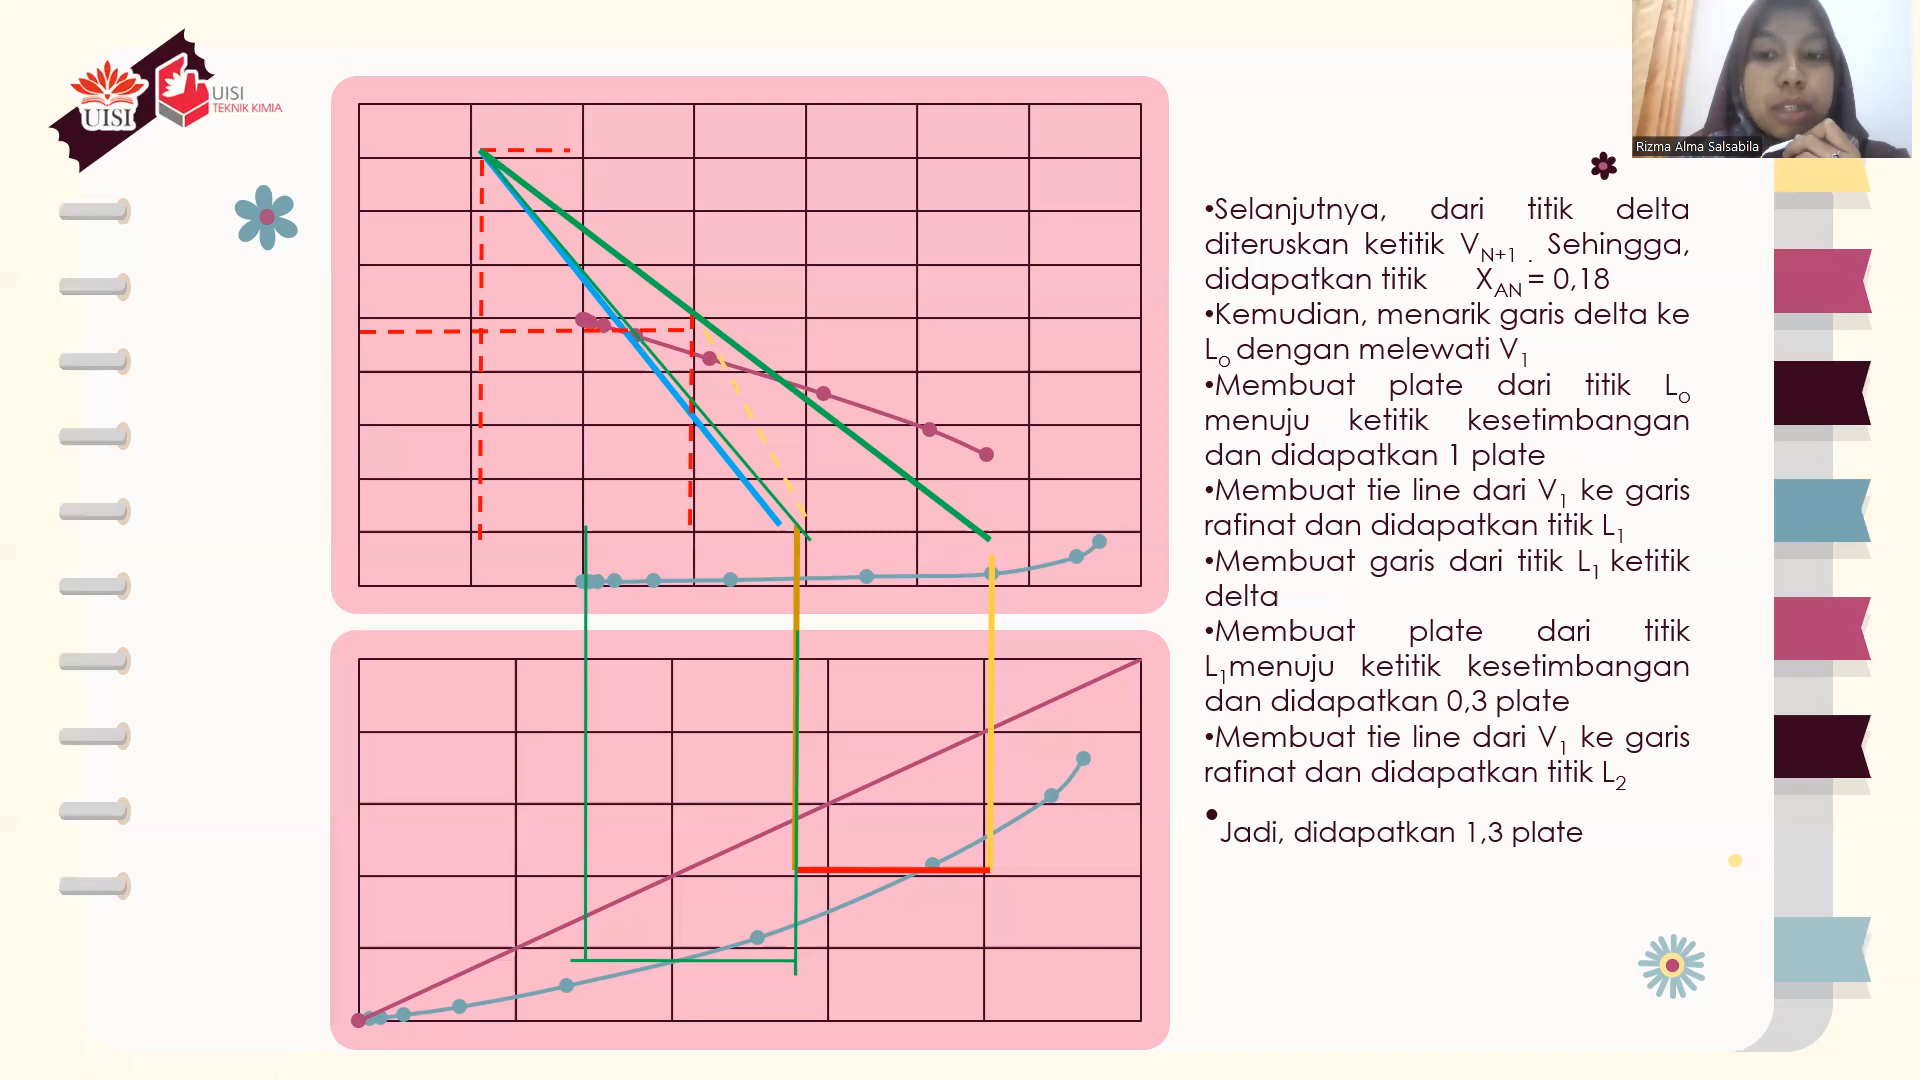 UISI
UISI
TEKNIK KIMIA
Rizma Alma Salsabila
•Selanjutnya, dari titik delta
diteruskan ketitik VN+1 . Sehingga,
didapatkan titik XAN = 0,18
•Kemudian, menarik garis delta ke
LO dengan melewati V1
•Membuat plate dari titik LO
menuju ketitik kesetimbangan
dan didapatkan 1 plate
•Membuat tie line dari V1 ke garis
rafinat dan didapatkan titik L1
•Membuat garis dari titik L1 ketitik
delta
•Membuat plate dari titik
L1menuju ketitik kesetimbangan
dan didapatkan 0,3 plate
•Membuat tie line dari V1 ke garis
rafinat dan didapatkan titik L2
•Jadi, didapatkan 1,3 plate